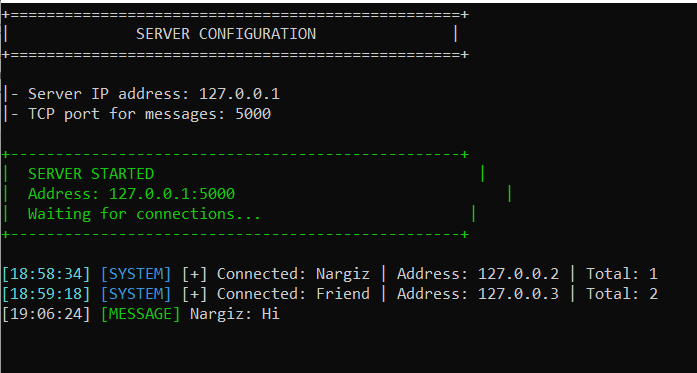 +==================================================+
|              SERVER CONFIGURATION               |
+==================================================+
|- Server IP address: 127.0.0.1
|- TCP port for messages: 5000
+--------------------------------------------------+
|  SERVER STARTED                                    |
|  Address: 127.0.0.1:5000                              |
|  Waiting for connections...                       |
+--------------------------------------------------+
[18:58:34] [SYSTEM] [+] Connected: Nargiz | Address: 127.0.0.2 | Total: 1
[18:59:18] [SYSTEM] [+] Connected: Friend | Address: 127.0.0.3 | Total: 2
[19:06:24] [MESSAGE] Nargiz: Hi